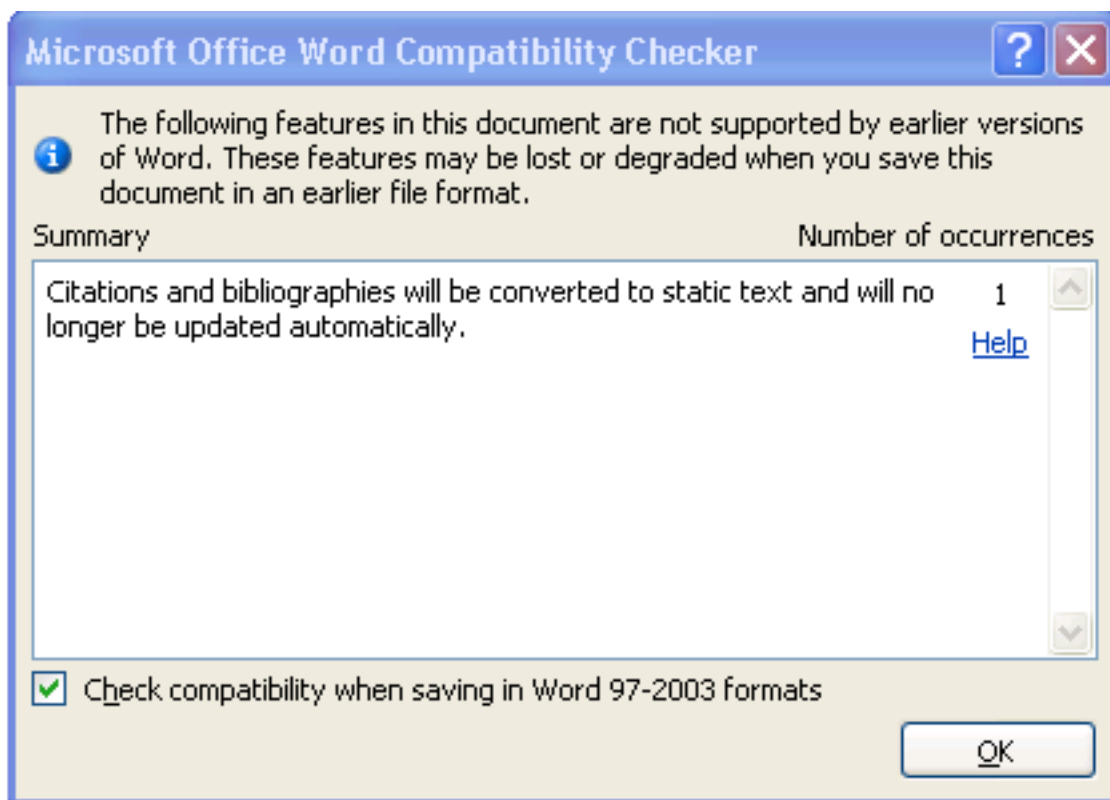 Microsoft Office Word Compatibility Checker
The following features in this document are not supported by earlier versions
of Word. These features may be lost or degraded when you save this
document in an earlier file format.
Summary Number of occurrences
Citations and bibliographies will be converted to static text and will no 1
longer be updated automatically.
Help
Check compatibility when saving in Word 97-2003 formats
OK